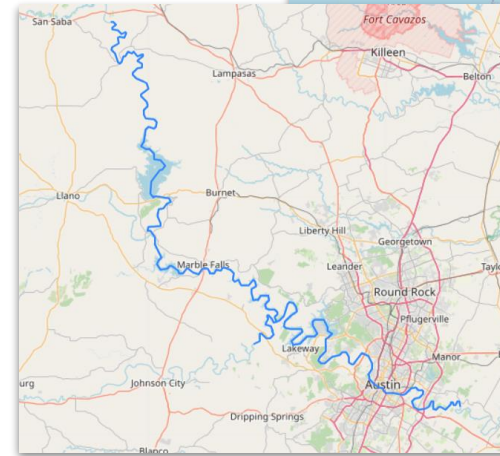 San Saba
Fort Cavazos
Killeen
Lampasas
Belton
Llano
Burnet
Liberty Hill
Georgetown
Marble Falls
Leander
Taylo
Round Rock
Pflugerville
Lakeway
Manor
urg
Johnson City
Austin
Dripping Springs
Blanco